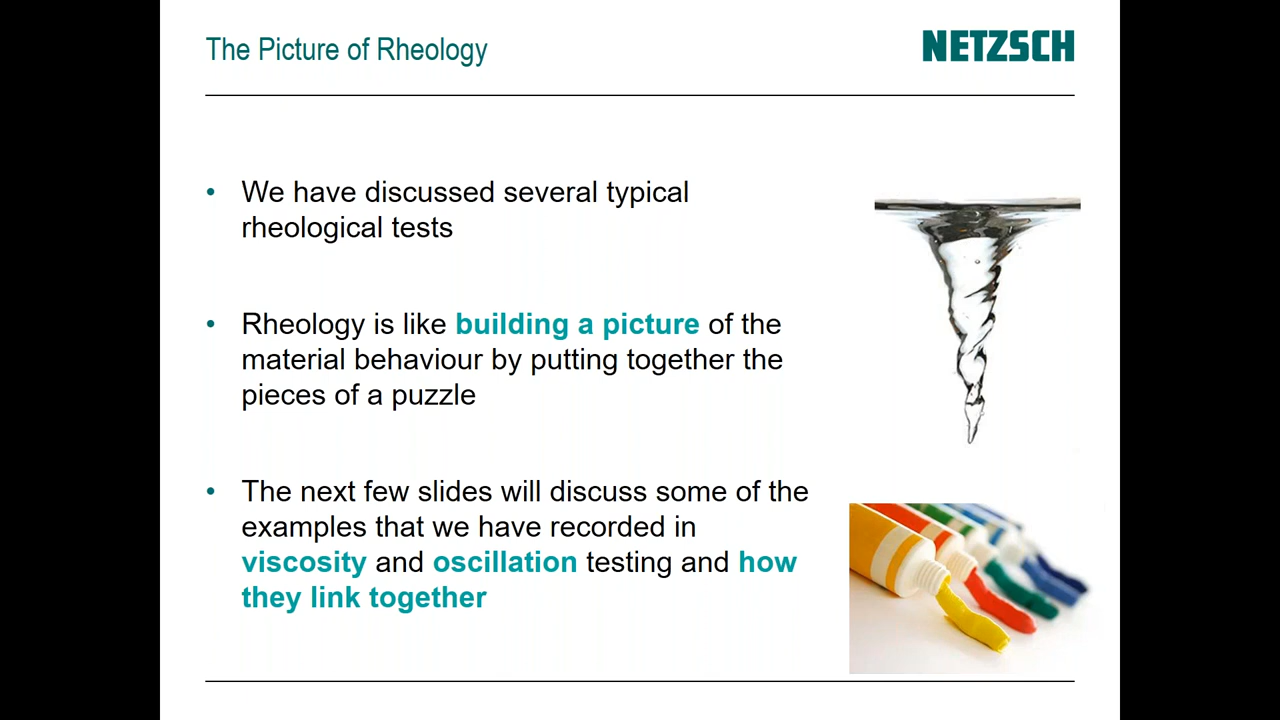 The Picture of Rheology
NETZSCH
• We have discussed several typical
rheological tests
• Rheology is like building a picture of the
material behaviour by putting together the
pieces of a puzzle
• The next few slides will discuss some of the
examples that we have recorded in
viscosity and oscillation testing and how
they link together